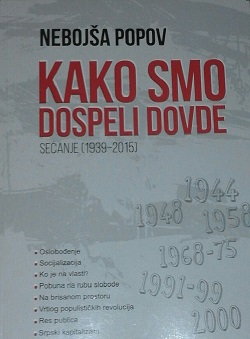 NEBOJŠA POPOV
KAKO SMO
DOSPELI DOVDE
SEĆANJE (1939-2015)
1944
1948 1958
1968-75
1991-99
2000
• Oslobođenje
• Socijalizacija
• Ko je na vlasti?
• Pobuna na rubu slobode
• Na brisanom prostoru
• Vrtlog populističkih revolucija
• Res publica
• Srpski kapitalizam